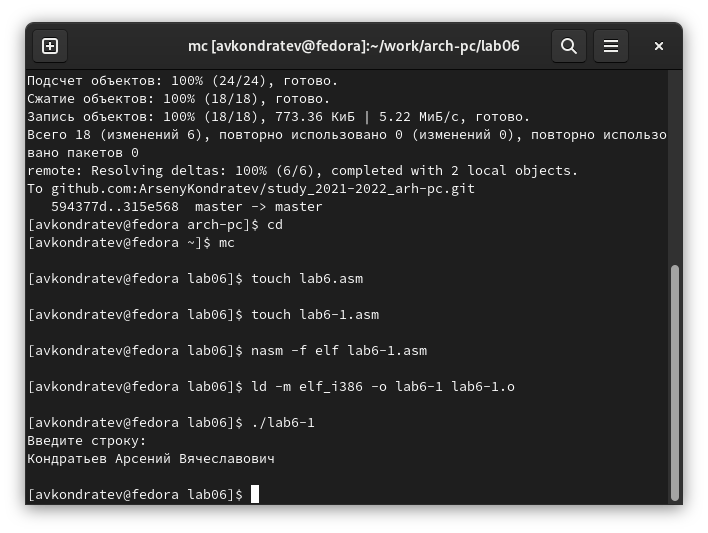 mc [avkondratev@fedora]:~/work/arch-pc/lab06
Подсчет объектов: 100% (24/24), готово.
Сжатие объектов: 100% (18/18), готово.
Запись объектов: 100% (18/18), 773.36 КиБ | 5.22 МиБ/с, готово.
Всего 18 (изменений 6), повторно использовано 0 (изменений 0), повторно использо
вано пакетов 0
remote: Resolving deltas: 100% (6/6), completed with 2 local objects.
To github.com:ArsenyKondratev/study_2021-2022_arh-pc.git
   594377d..315e568  master -> master
[avkondratev@fedora arch-pc]$ cd
[avkondratev@fedora ~]$ mc
[avkondratev@fedora lab06]$ touch lab6.asm
[avkondratev@fedora lab06]$ touch lab6-1.asm
[avkondratev@fedora lab06]$ nasm -f elf lab6-1.asm
[avkondratev@fedora lab06]$ ld -m elf_i386 -o lab6-1 lab6-1.o
[avkondratev@fedora lab06]$ ./lab6-1
Введите строку:
Кондратьев Арсений Вячеславович
[avkondratev@fedora lab06]$